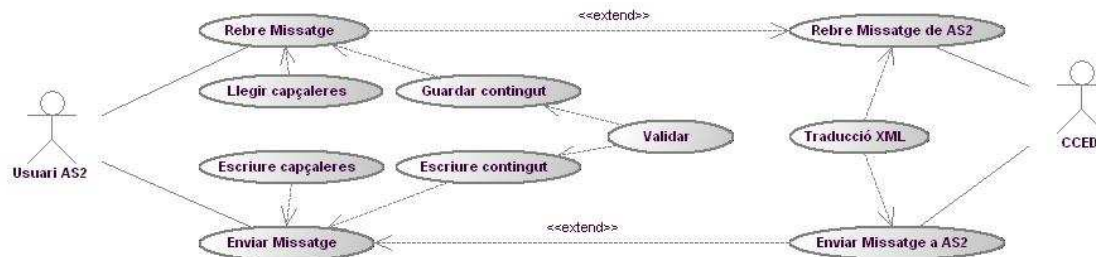 <<extend>>
Rebre Missatge
Rebre Missatge de AS2
Llegir capçaleres
Guardar contingut
Validar
Traducció XML
Usuari AS2
CCED
Escriure capçaleres
Escriure contingut
<<extend>>
Enviar Missatge
Enviar Missatge a AS2